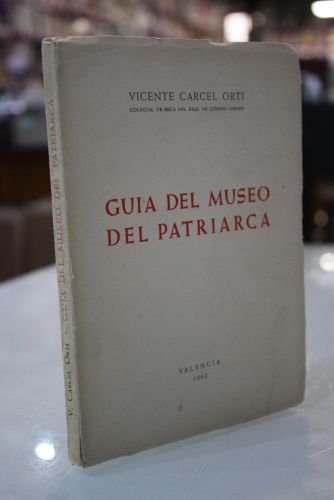 VICENTE CARCEL ORTI
COLEGIAL DE BECA DEL REAL DE CORPUS CHRISTI
GUIA DEL MUSEO
DEL PATRIARCA
VALENCIA
1962
V. CARCEL ORTI · GUIA DEL MUSEO DEL PATRIARCA